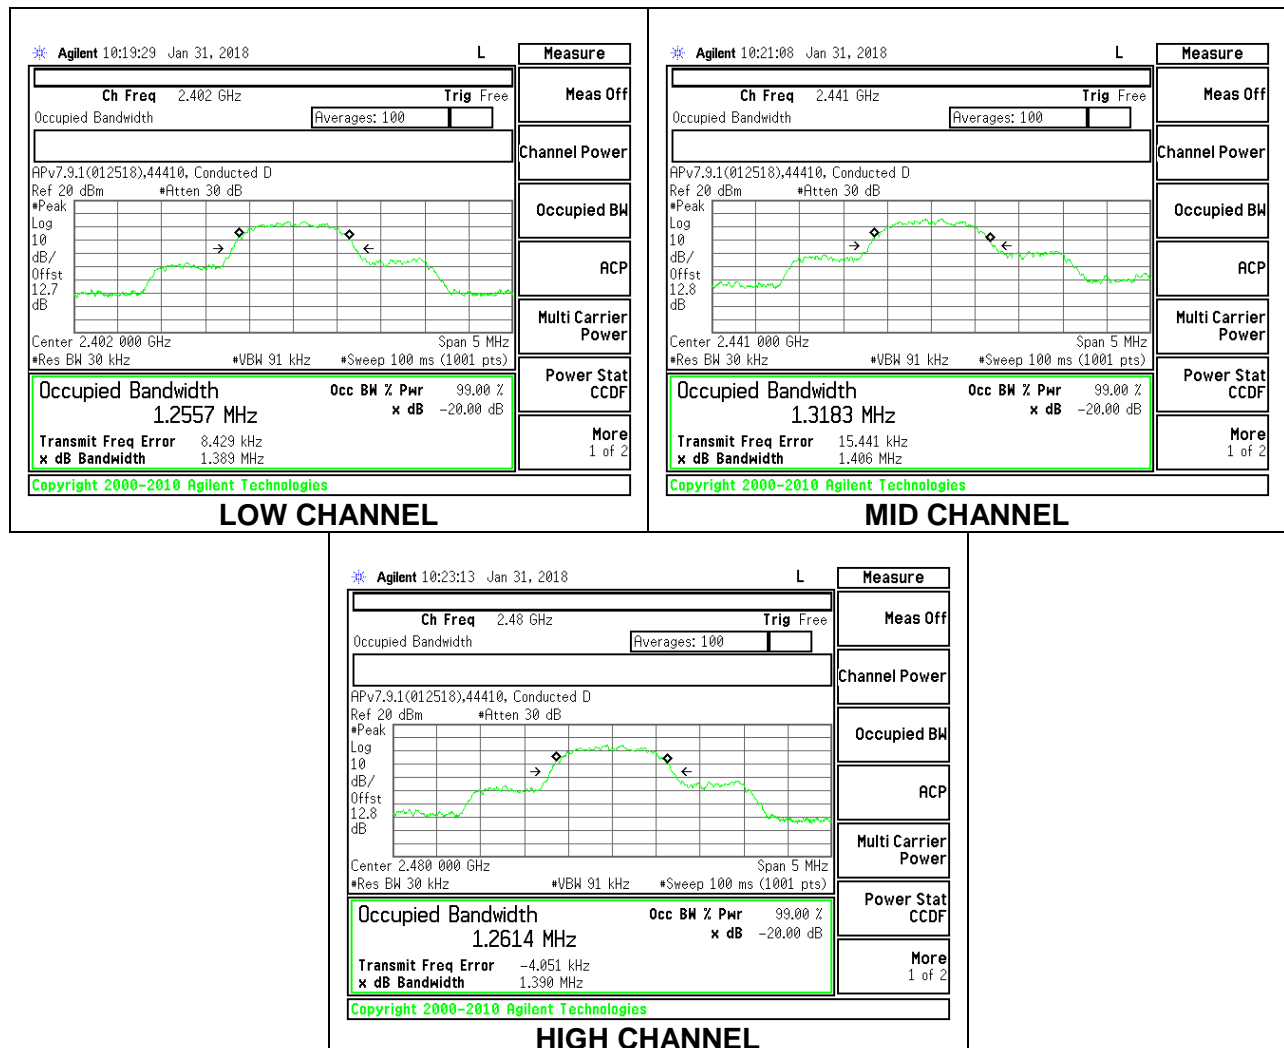 Agilent 10:19:29 Jan 31, 2018 L
Measure
Ch Freq 2.402 GHz Trig Free
Occupied Bandwidth Averages: 100
APv7.9.1(012518),44410, Conducted D
Ref 20 dBm #Atten 30 dB
#Peak
Log
10
dB/
Offst
12.7
dB
Center 2.402 000 GHz Span 5 MHz
#Res BW 30 kHz #VBW 91 kHz #Sweep 100 ms (1001 pts)
Occupied Bandwidth Occ BW % Pwr 99.00 %
1.2557 MHz x dB -20.00 dB
Transmit Freq Error 8.429 kHz
x dB Bandwidth 1.389 MHz
Copyright 2000-2010 Agilent Technologies
Meas Off
Channel Power
Occupied BW
ACP
Multi Carrier
Power
Power Stat
CCDF
More
1 of 2
LOW CHANNEL
Agilent 10:21:08 Jan 31, 2018 L
Measure
Ch Freq 2.441 GHz Trig Free
Occupied Bandwidth Averages: 100
APv7.9.1(012518),44410, Conducted D
Ref 20 dBm #Atten 30 dB
#Peak
Log
10
dB/
Offst
12.8
dB
Center 2.441 000 GHz Span 5 MHz
#Res BW 30 kHz #VBW 91 kHz #Sweep 100 ms (1001 pts)
Occupied Bandwidth Occ BW % Pwr 99.00 %
1.3183 MHz x dB -20.00 dB
Transmit Freq Error 15.441 kHz
x dB Bandwidth 1.406 MHz
Copyright 2000-2010 Agilent Technologies
Meas Off
Channel Power
Occupied BW
ACP
Multi Carrier
Power
Power Stat
CCDF
More
1 of 2
MID CHANNEL
Agilent 10:23:13 Jan 31, 2018 L
Measure
Ch Freq 2.48 GHz Trig Free
Occupied Bandwidth Averages: 100
APv7.9.1(012518),44410, Conducted D
Ref 20 dBm #Atten 30 dB
#Peak
Log
10
dB/
Offst
12.8
dB
Center 2.480 000 GHz Span 5 MHz
#Res BW 30 kHz #VBW 91 kHz #Sweep 100 ms (1001 pts)
Occupied Bandwidth Occ BW % Pwr 99.00 %
1.2614 MHz x dB -20.00 dB
Transmit Freq Error -4.051 kHz
x dB Bandwidth 1.390 MHz
Copyright 2000-2010 Agilent Technologies
Meas Off
Channel Power
Occupied BW
ACP
Multi Carrier
Power
Power Stat
CCDF
More
1 of 2
HIGH CHANNEL